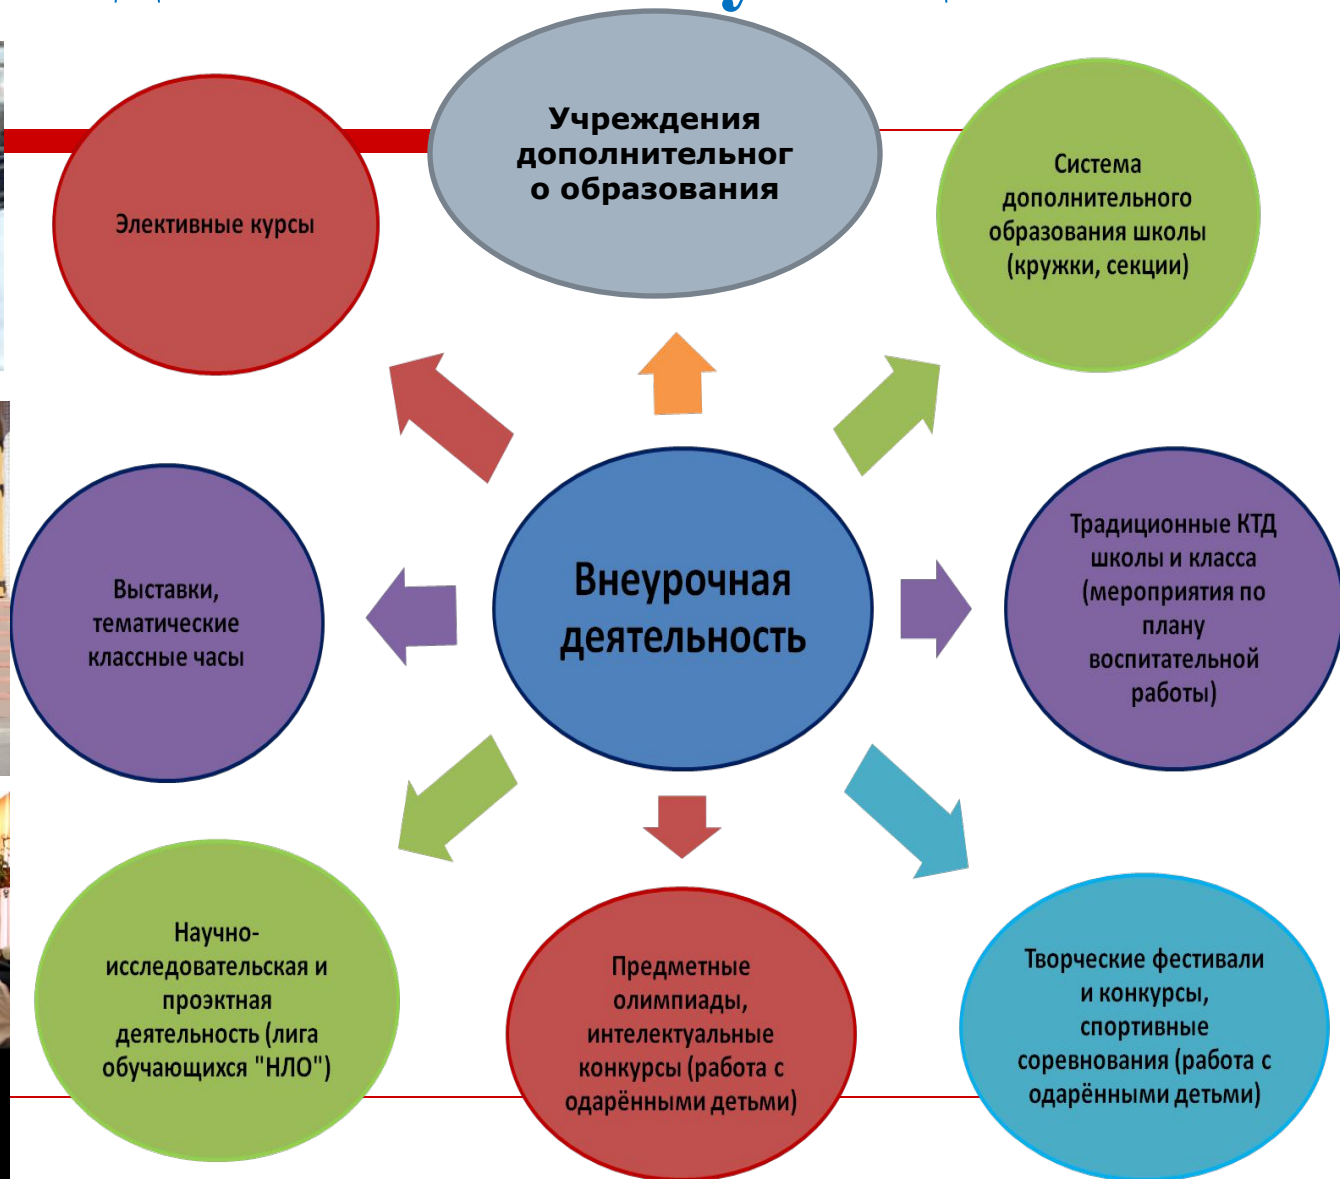 Учреждения
дополнительног
о образования
Элективные курсы
Система
дополнительного
образования школы
(кружки, секции)
Внеурочная
деятельность
Выставки,
тематические
классные часы
Традиционные КТД
школы и класса
(мероприятия по
плану
воспитательной
работы)
Научно-
исследовательская и
проэктная
деятельность (лига
обучающихся "НЛО")
Предметные
олимпиады,
интелектуальные
конкурсы (работа с
одарёнными детьми)
Творческие фестивали
и конкурсы,
спортивные
соревнования (работа с
одарёнными детьми)